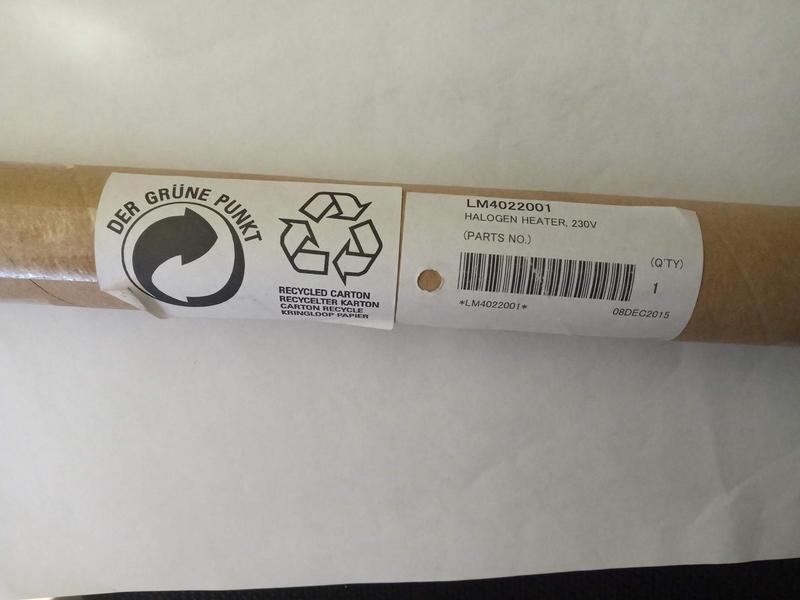 DER GRÜNE PUNKT
RECYCLED CARTON
RECYCELTER KARTON
CARTON RECYCLE
KRINGLOOP PAPIER
LM4022001
HALOGEN HEATER, 230V
(PARTS NO.)
(Q'TY)
1
*LM4022001*
08DEC2015